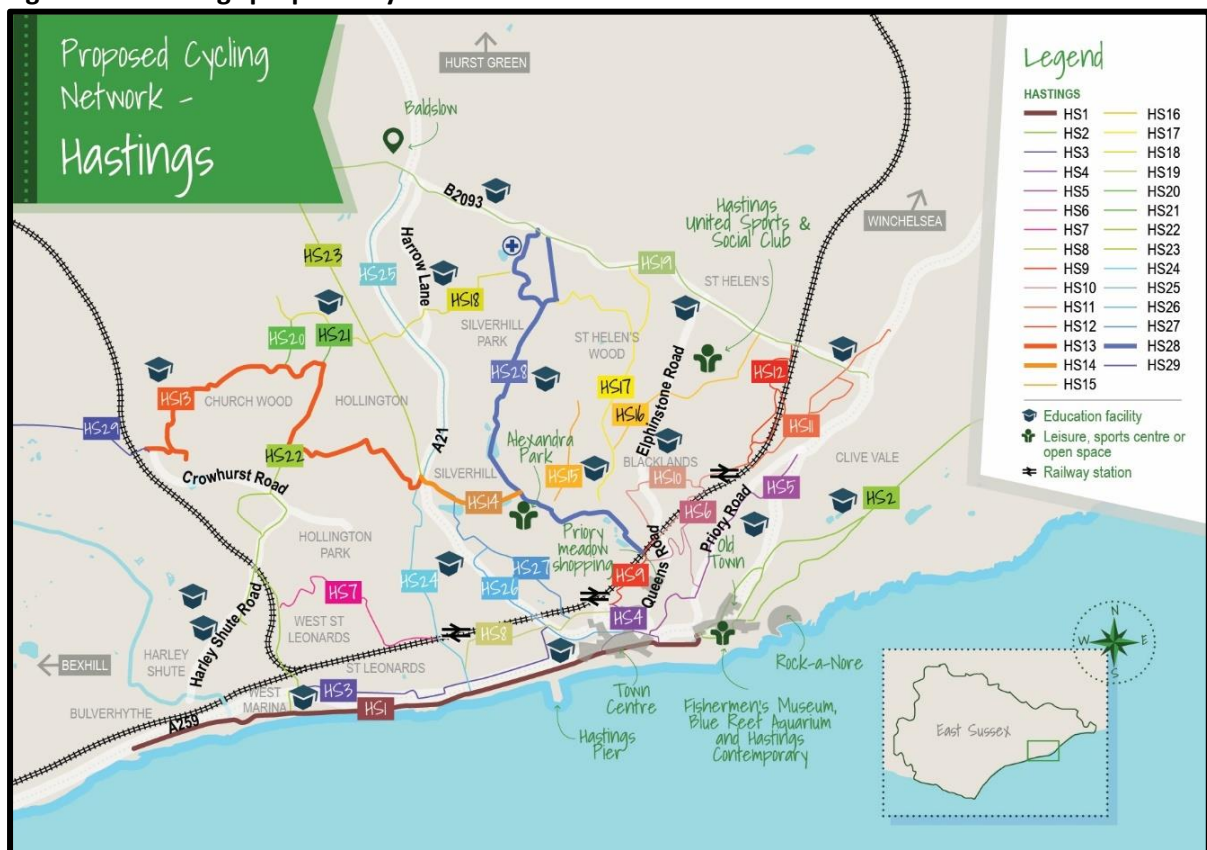 Proposed Cycling
Network -
Hastings
HURST GREEN
Baldslow
B2093
Hastings
United Sports &
Social Club
WINCHELSEA
HS23
HS25
Harrow Lane
HS18
HS19
ST HELEN'S
SILVERHILL
PARK
ST HELEN'S
WOOD
HS20
HS21
HS28
HS17
HS16
Elphinstone Road
HS12
HS13
CHURCH WOOD
HOLLINGTON
HS11
HS29
HS22
A21
Alexandra
Park
BLACKLANDS
CLIVE VALE
Crowhurst Road
SILVERHILL
HS14
HS15
HS10
HS5
HS2
HS6
Priory Road
HOLLINGTON
PARK
Priory
meadow
shopping
Queens Road
Old
Town
HS24
HS26
HS27
HS9
HS7
HS4
WEST ST
LEONARDS
HS8
Harley Shute Road
HARLEY
SHUTE
BEXHILL
ST LEONARDS
Rock-a-Nore
BULVERHYTHE
A259
WEST
MARINA
HS3
HS1
Town
Centre
Hastings
Pier
Fishermen's Museum,
Blue Reef Aquarium
and Hastings
Contemporary
Legend
HASTINGS
HS1
HS2
HS3
HS4
HS5
HS6
HS7
HS8
HS9
HS10
HS11
HS12
HS13
HS14
HS15
HS16
HS17
HS18
HS19
HS20
HS21
HS22
HS23
HS24
HS25
HS26
HS27
HS28
HS29
Education facility
Leisure, sports centre or
open space
Railway station
N
W
E
S
East Sussex